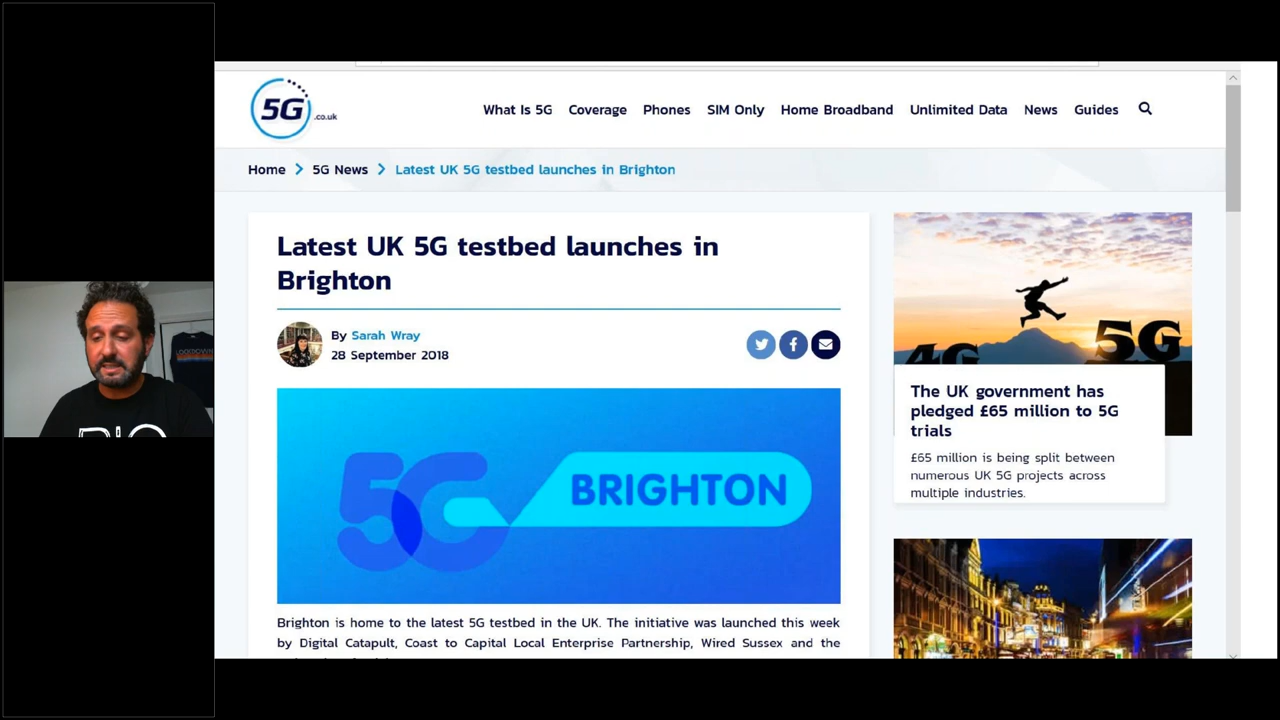 5G
.co.uk
What Is 5G
Coverage
Phones
SIM Only
Home Broadband
Unlimited Data
News
Guides
Home
5G News
Latest UK 5G testbed launches in Brighton
Latest UK 5G testbed launches in
Brighton
By Sarah Wray
28 September 2018
5G BRIGHTON
Brighton is home to the latest 5G testbed in the UK. The initiative was launched this week
by Digital Catapult, Coast to Capital Local Enterprise Partnership, Wired Sussex and the
4G
5G
The UK government has
pledged £65 million to 5G
trials
£65 million is being split between
numerous UK 5G projects across
multiple industries.
LOCKDOWN